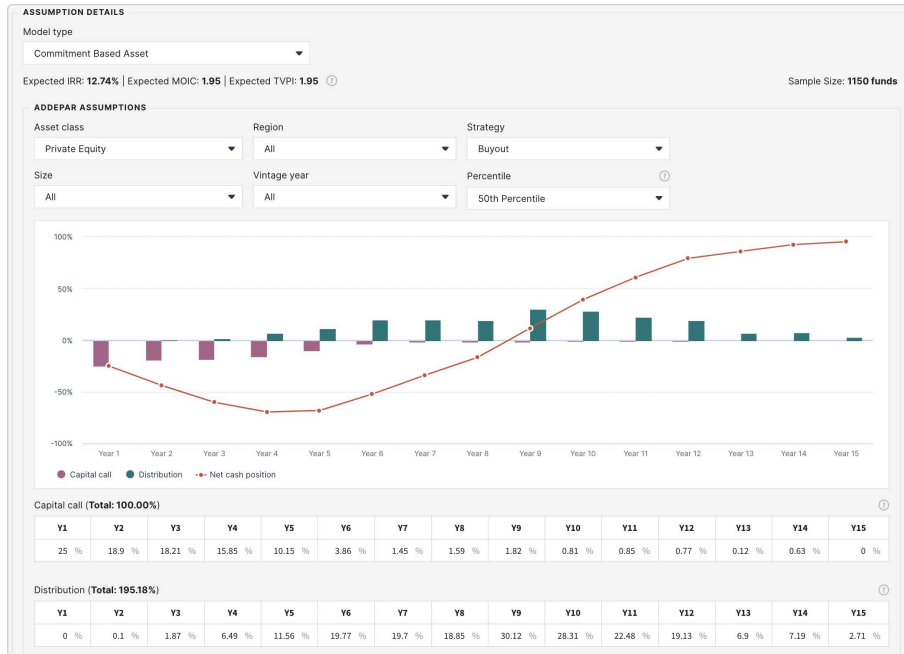 ASSUMPTION DETAILS
Model type
Commitment Based Asset
Expected IRR: 12.74% | Expected MOIC: 1.95 | Expected TVPI: 1.95 ?
Sample Size: 1150 funds
ADDEPAR ASSUMPTIONS
Asset class Region Strategy
Private Equity All Buyout
Size Vintage year Percentile ?
All All 50th Percentile
100%
50%
0%
-50%
-100%
Year 1 Year 2 Year 3 Year 4 Year 5 Year 6 Year 7 Year 8 Year 9 Year 10 Year 11 Year 12 Year 13 Year 14 Year 15
Capital call Distribution Net cash position
Capital call (Total: 100.00%) ?
Y1 Y2 Y3 Y4 Y5 Y6 Y7 Y8 Y9 Y10 Y11 Y12 Y13 Y14 Y15
25 % 18.9 % 18.21 % 15.85 % 10.15 % 3.86 % 1.45 % 1.59 % 1.82 % 0.81 % 0.85 % 0.77 % 0.12 % 0.63 % 0 %
Distribution (Total: 195.18%) ?
Y1 Y2 Y3 Y4 Y5 Y6 Y7 Y8 Y9 Y10 Y11 Y12 Y13 Y14 Y15
0 % 0.1 % 1.87 % 6.49 % 11.56 % 19.77 % 19.7 % 18.85 % 30.12 % 28.31 % 22.48 % 19.13 % 6.9 % 7.19 % 2.71 %